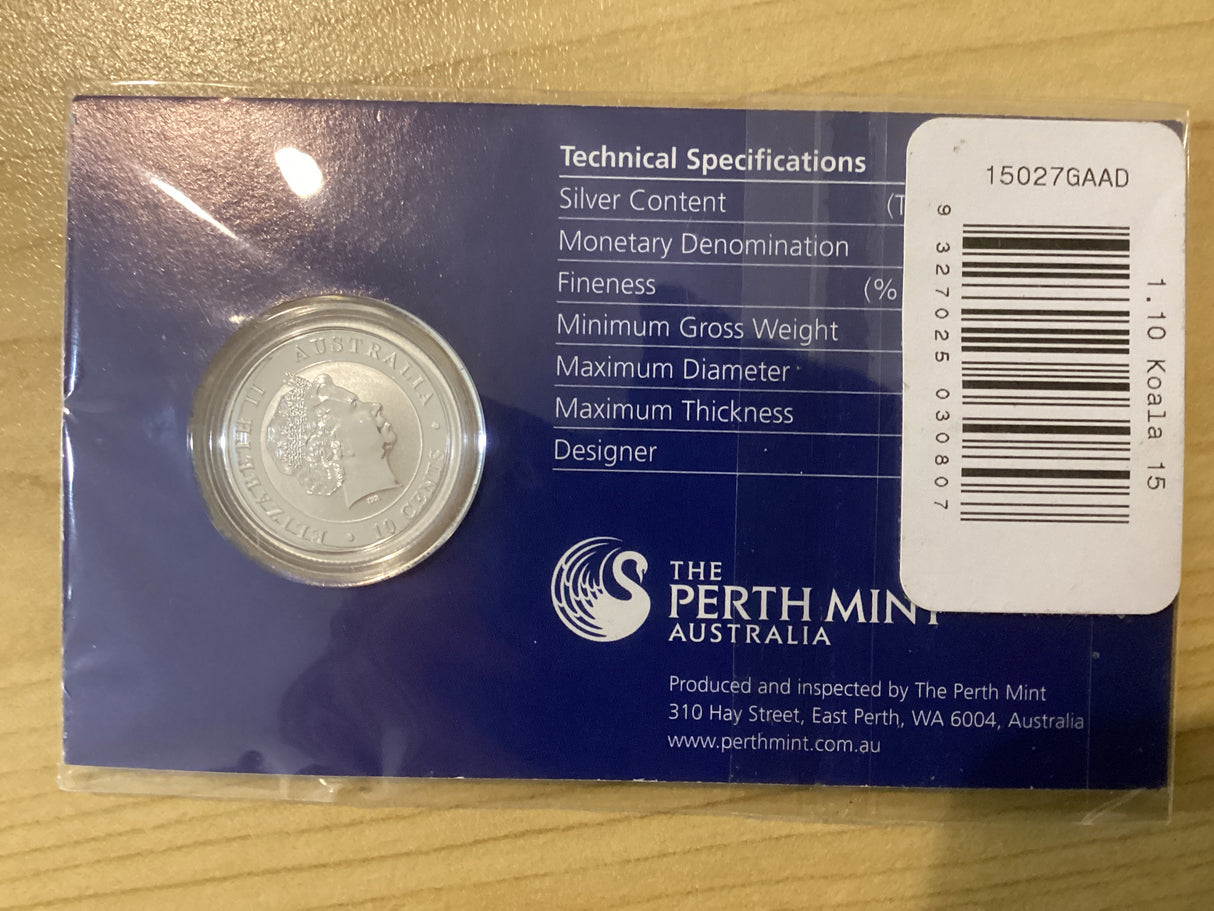 ELIZABETH II AUSTRALIA • 10 CENTS •
Technical Specifications
Silver Content (T
Monetary Denomination
Fineness (%
Minimum Gross Weight
Maximum Diameter
Maximum Thickness
Designer
THE
PERTH MINT
AUSTRALIA
Produced and inspected by The Perth Mint
310 Hay Street, East Perth, WA 6004, Australia
www.perthmint.com.au
15027GAAD
9 327025 030807
1.10 Koala 15